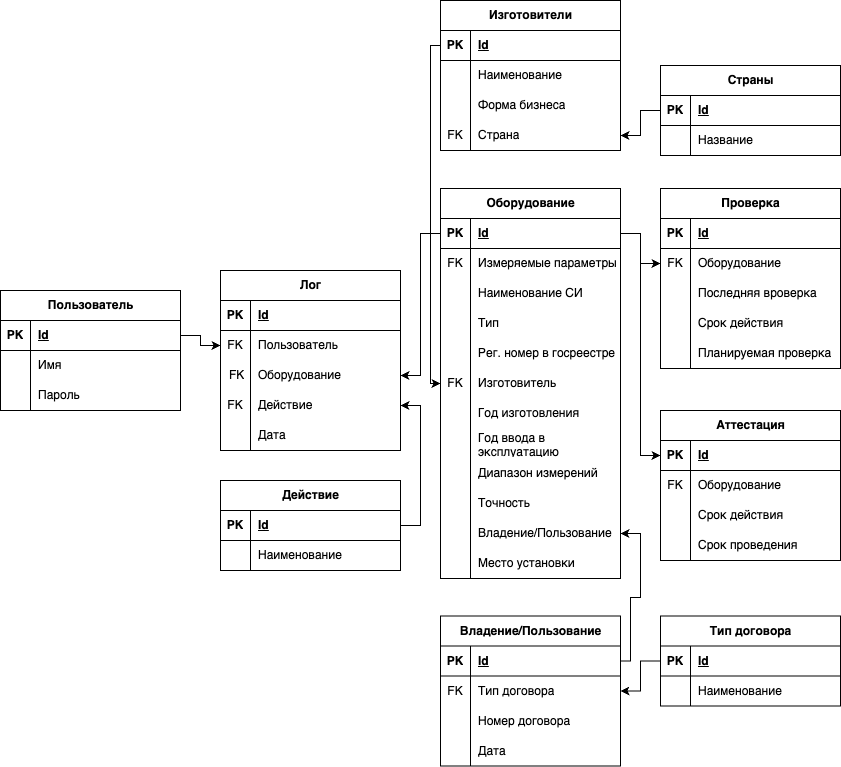 Изготовители
PK Id
Наименование
Форма бизнеса
FK Страна
Страны
PK Id
Название
Оборудование
PK Id
FK Измеряемые параметры
Наименование СИ
Тип
Рег. номер в госреестре
FK Изготовитель
Год изготовления
Год ввода в
эксплуатацию
Диапазон измерений
Точность
Владение/Пользование
Место установки
Проверка
PK Id
FK Оборудование
Последняя вроверка
Срок действия
Планируемая проверка
Пользователь
PK Id
Имя
Пароль
Лог
PK Id
FK Пользователь
FK Оборудование
FK Действие
Дата
Аттестация
PK Id
FK Оборудование
Срок действия
Срок проведения
Действие
PK Id
Наименование
Владение/Пользование
PK Id
FK Тип договора
Номер договора
Дата
Тип договора
PK Id
Наименование